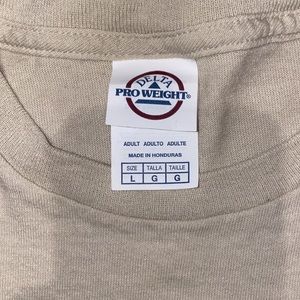 DELTA
PRO WEIGHT®
ADULT ADULTO ADULTE
MADE IN HONDURAS
SIZE TALLA TAILLE
L G G